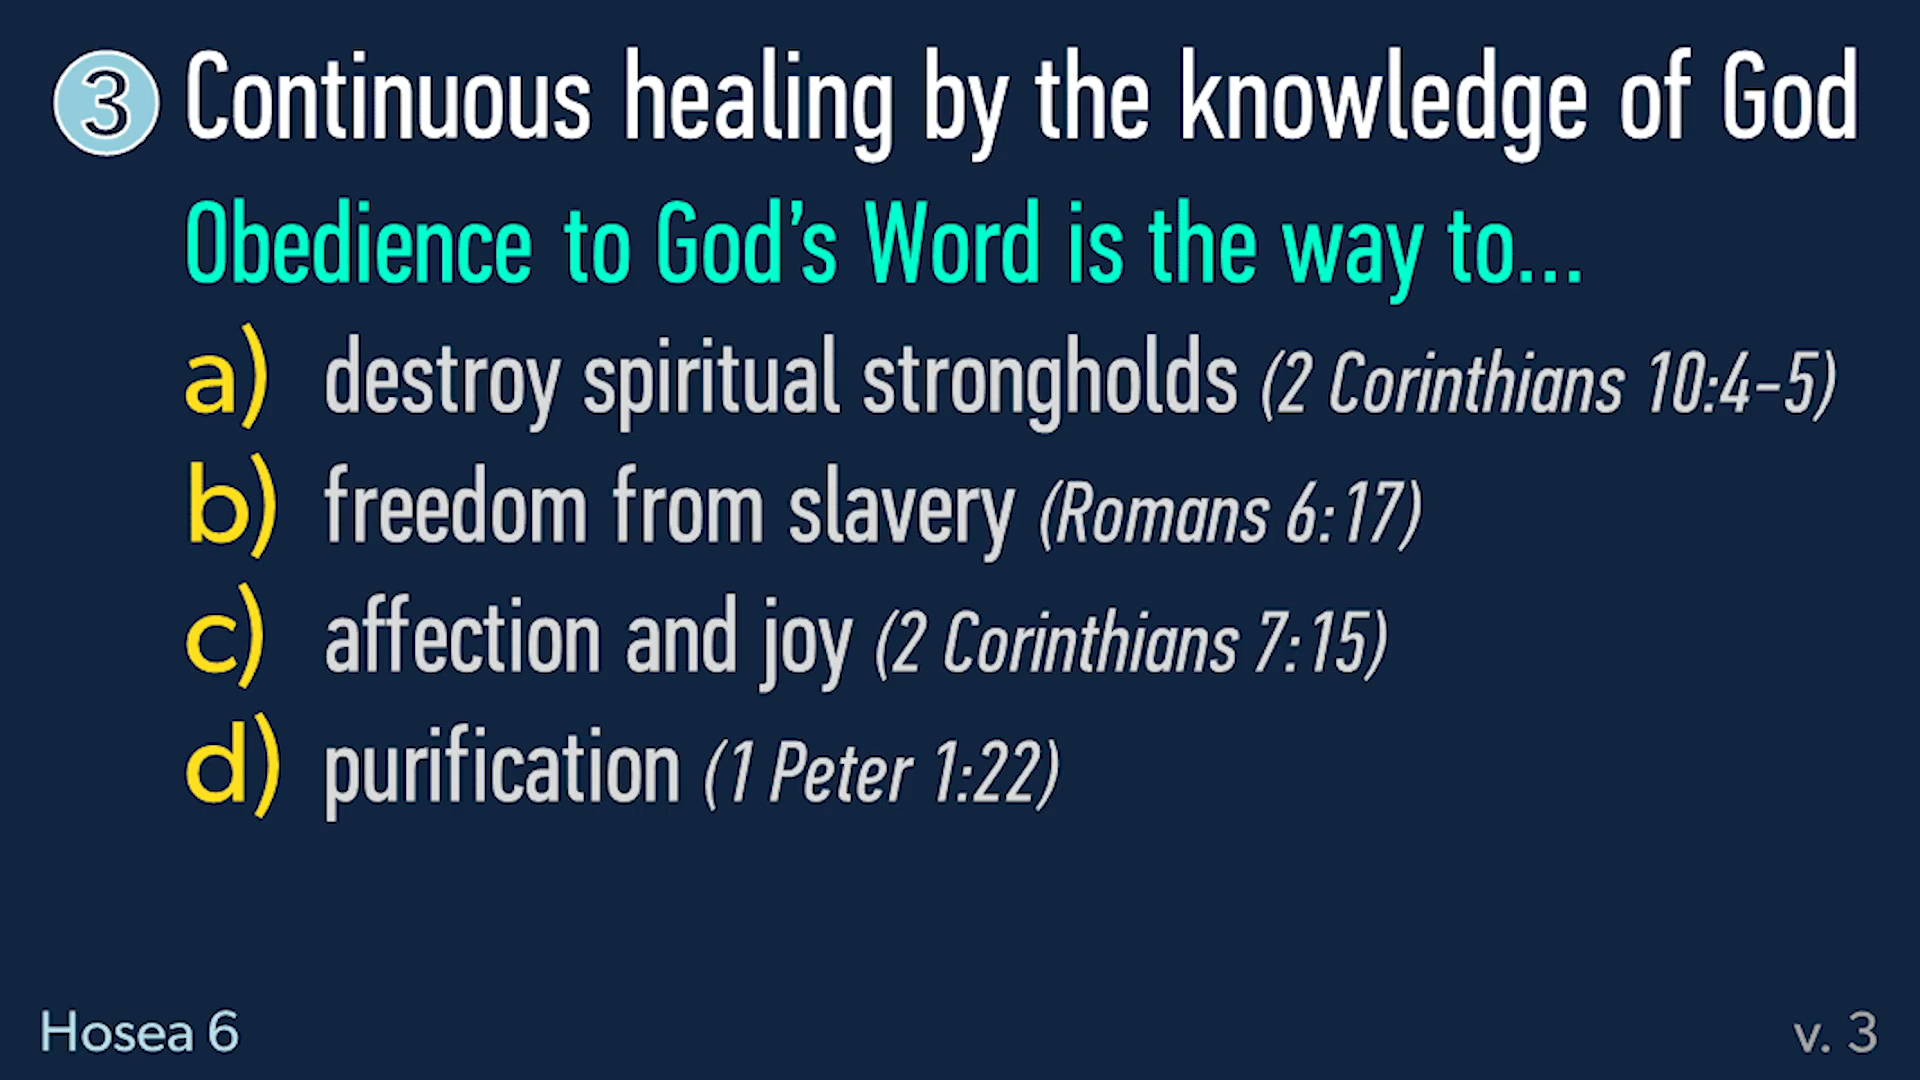 3 Continuous healing by the knowledge of God
Obedience to God’s Word is the way to...
a) destroy spiritual strongholds (2 Corinthians 10:4–5)
b) freedom from slavery (Romans 6:17)
c) affection and joy (2 Corinthians 7:15)
d) purification (1 Peter 1:22)
Hosea 6
v. 3